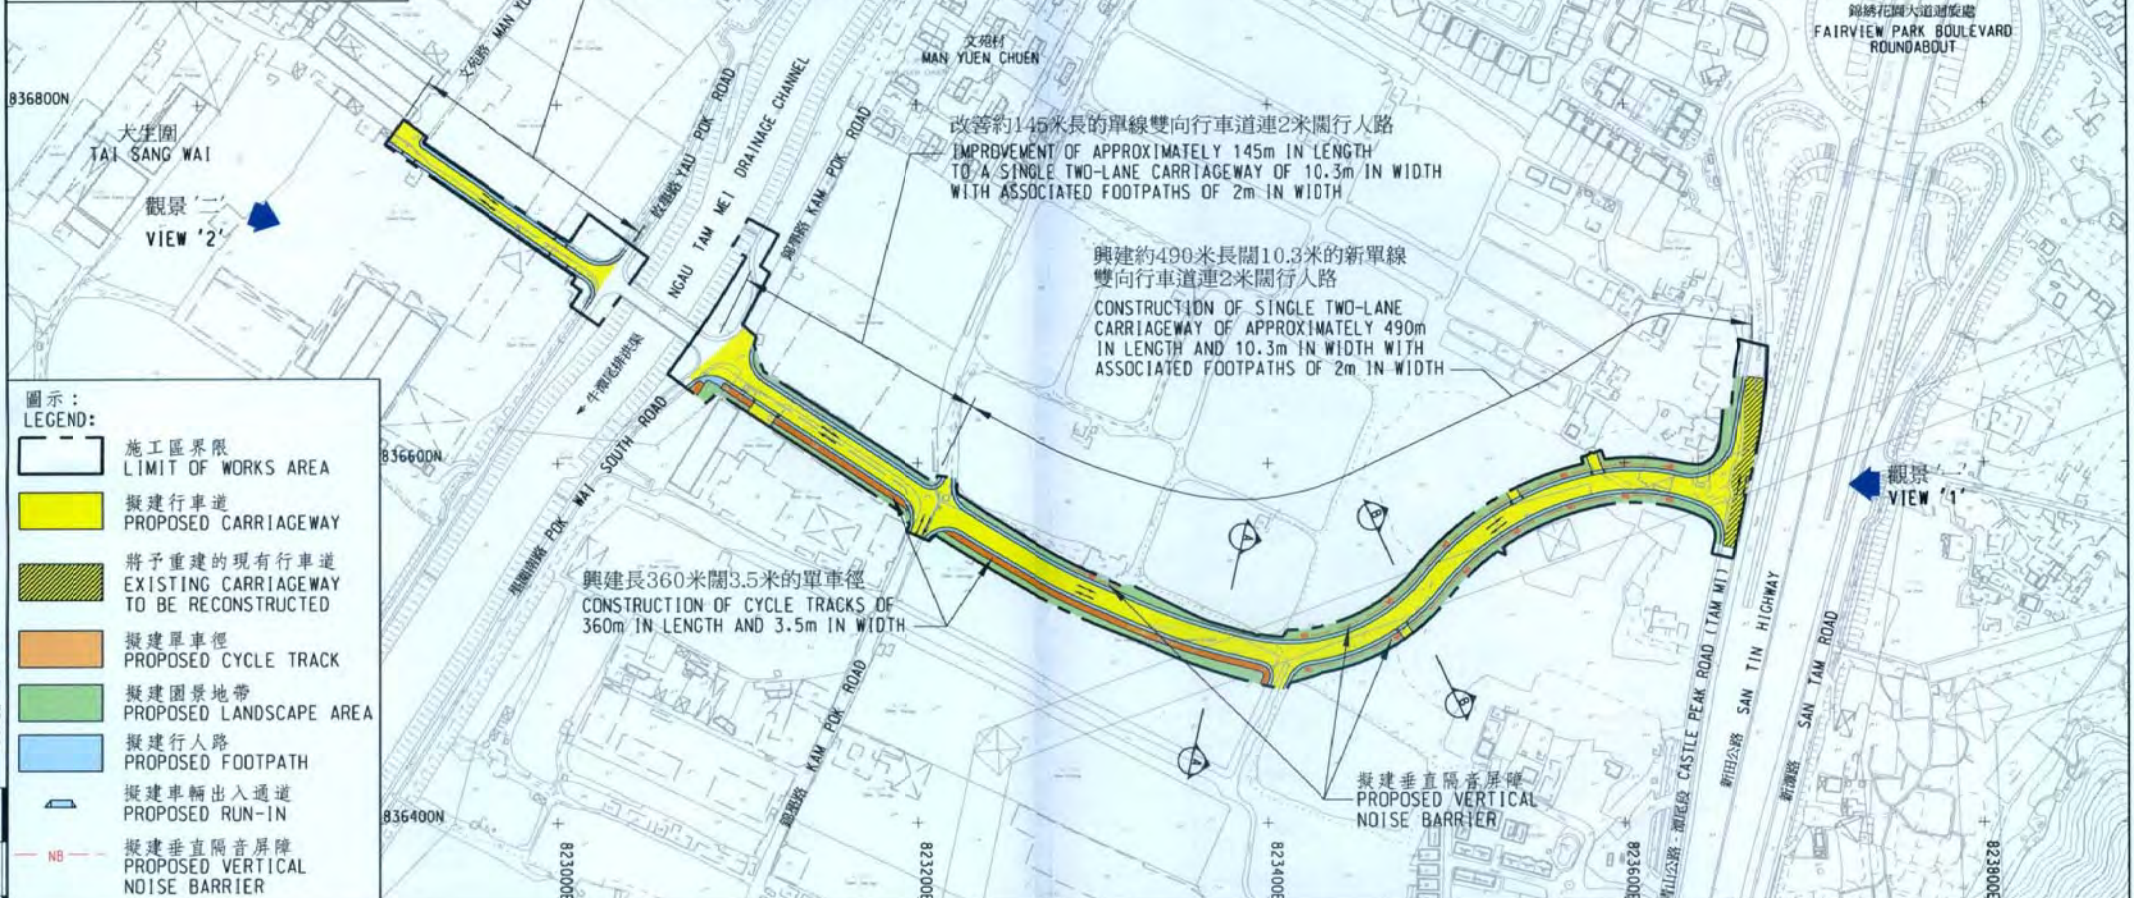 錦綉花園大道迴旋處
FAIRVIEW PARK BOULEVARD
ROUNDABOUT
文苑村
MAN YUEN CHUEN
文苑路 MAN YU
836800N
大生圍
TAI SANG WAI
觀景 '二'
VIEW '2'
攸壆路 YAU POK ROAD
NGAU TAM MEI DRAINAGE CHANNEL
牛潭尾排洪渠
錦壆路 KAM POK ROAD
改善約145米長的單線雙向行車道連2米闊行人路
IMPROVEMENT OF APPROXIMATELY 145m IN LENGTH
TO A SINGLE TWO-LANE CARRIAGEWAY OF 10.3m IN WIDTH
WITH ASSOCIATED FOOTPATHS OF 2m IN WIDTH
興建約490米長闊10.3米的新單線
雙向行車道連2米闊行人路
CONSTRUCTION OF SINGLE TWO-LANE
CARRIAGEWAY OF APPROXIMATELY 490m
IN LENGTH AND 10.3m IN WIDTH WITH
ASSOCIATED FOOTPATHS OF 2m IN WIDTH
圖示：
LEGEND:
施工區界限
LIMIT OF WORKS AREA
擬建行車道
PROPOSED CARRIAGEWAY
將予重建的現有行車道
EXISTING CARRIAGEWAY
TO BE RECONSTRUCTED
擬建單車徑
PROPOSED CYCLE TRACK
擬建園景地帶
PROPOSED LANDSCAPE AREA
擬建行人路
PROPOSED FOOTPATH
擬建車輛出入通道
PROPOSED RUN-IN
NB
擬建垂直隔音屏障
PROPOSED VERTICAL
NOISE BARRIER
836600N
POK WAI SOUTH ROAD
觀景 '一'
VIEW '1'
A
B
興建長360米闊3.5米的單車徑
CONSTRUCTION OF CYCLE TRACKS OF
360m IN LENGTH AND 3.5m IN WIDTH
錦壆路 KAM POK ROAD
A
B
擬建垂直隔音屏障
PROPOSED VERTICAL
NOISE BARRIER
青山公路 - 潭尾段 CASTLE PEAK ROAD (TAM MI)
新田公路 SAN TIN HIGHWAY
新潭路 SAN TAM ROAD
836400N
823000E
823200E
823400E
823600E
823800E